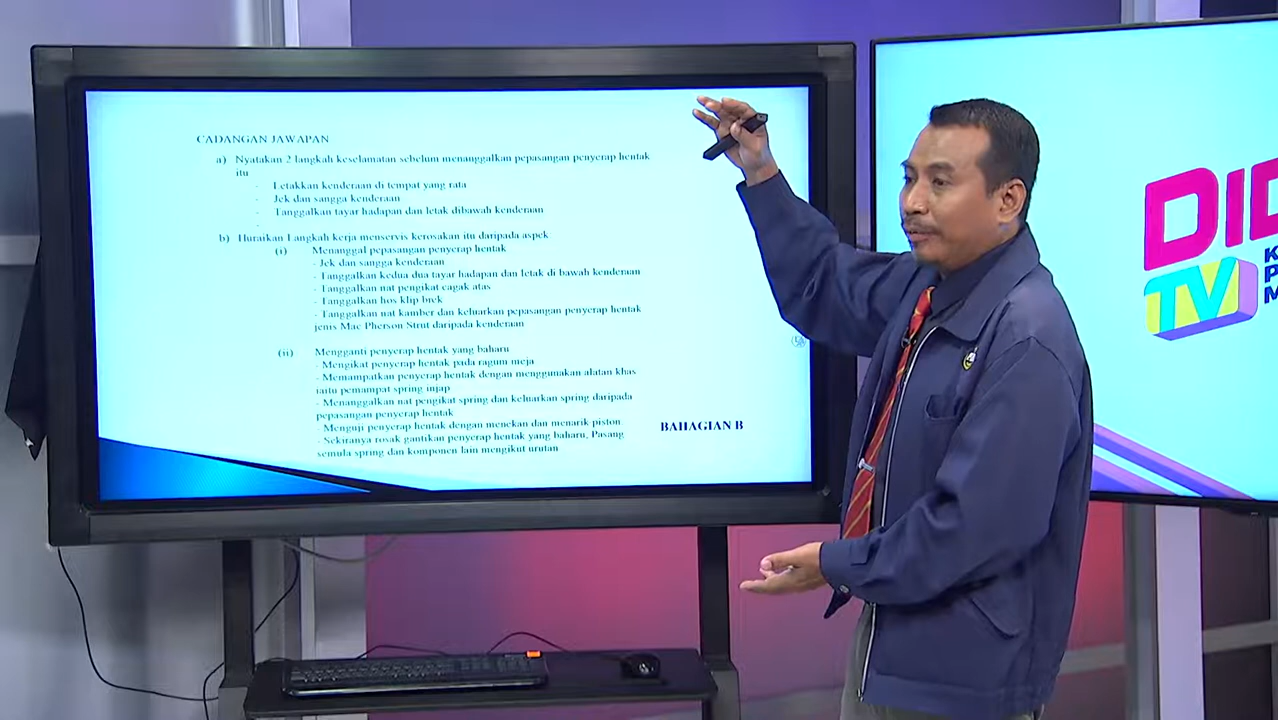 CADANGAN JAWAPAN
a) Nyatakan 2 langkah keselamatan sebelum menanggalkan pepasangan penyerap hentak
itu
- Letakkan kenderaan di tempat yang rata
- Jek dan sangga kenderaan
- Tanggalkan tayar hadapan dan letak dibawah kenderaan
-
b) Huraikan Langkah kerja menservis kerosakan itu daripada aspek
(i) Menanggal pepasangan penyerap hentak
- Jek dan sangga kenderaan
- Tanggalkan kedua dua tayar hadapan dan letak di bawah kenderaan
- Tanggalkan nat pengikat cagak atas
- Tanggalkan hos klip brek
- Tanggalkan nat kamber dan keluarkan pepasangan penyerap hentak
jenis Mac Pherson Strut daripada kenderaan
(ii) Mengganti penyerap hentak yang baharu
- Mengikat penyerap hentak pada ragum meja
- Memampatkan penyerap hentak dengan menggunakan alatan khas
iaitu pemampat spring injap
- Menanggalkan nat pengikat spring dan keluarkan spring daripada
pepasangan penyerap hentak
- Menguji penyerap hentak dengan menekan dan menarik piston
- Sekiranya rosak gantikan penyerap hentak yang baharu, Pasang
semula spring dan komponen lain mengikut urutan
BAHAGIAN B
DID
TV
K
P
M